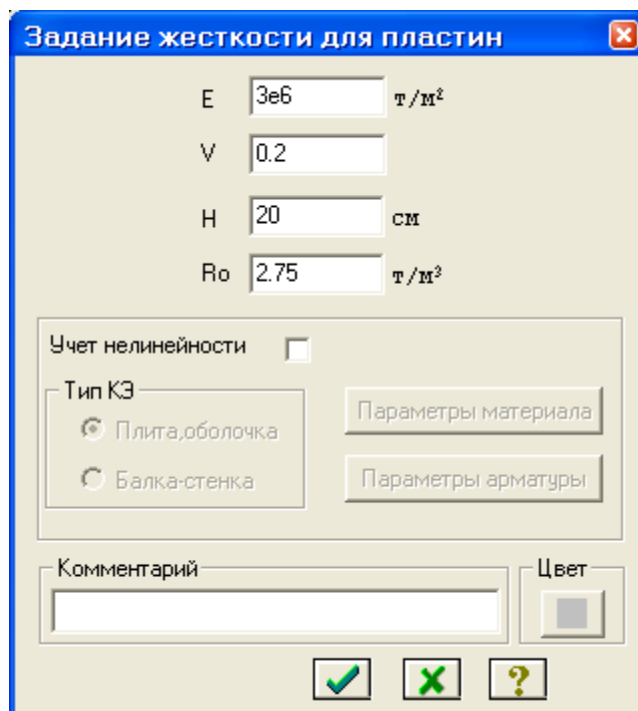 Задание жесткости для пластин
E 3e6 т/м²
V 0.2
H 20 см
Ro 2.75 т/м³
Учет нелинейности
Тип КЭ
Плита,оболочка
Параметры материала
Балка-стенка
Параметры арматуры
Комментарий
Цвет
?